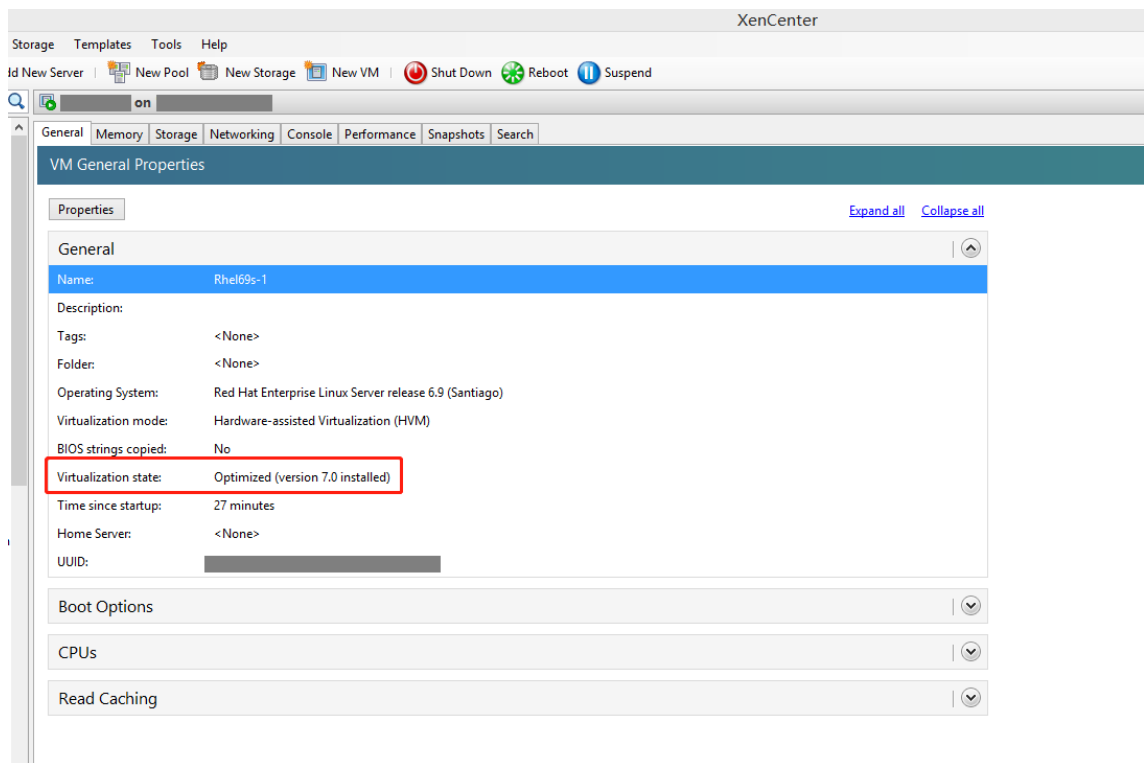 XenCenter
Storage Templates Tools Help
dd New Server New Pool New Storage New VM Shut Down Reboot Suspend
on
General Memory Storage Networking Console Performance Snapshots Search
VM General Properties
Properties Expand all Collapse all
General
Name: Rhel69s-1
Description:
Tags: <None>
Folder: <None>
Operating System: Red Hat Enterprise Linux Server release 6.9 (Santiago)
Virtualization mode: Hardware-assisted Virtualization (HVM)
BIOS strings copied: No
Virtualization state: Optimized (version 7.0 installed)
Time since startup: 27 minutes
Home Server: <None>
UUID:
Boot Options
CPUs
Read Caching